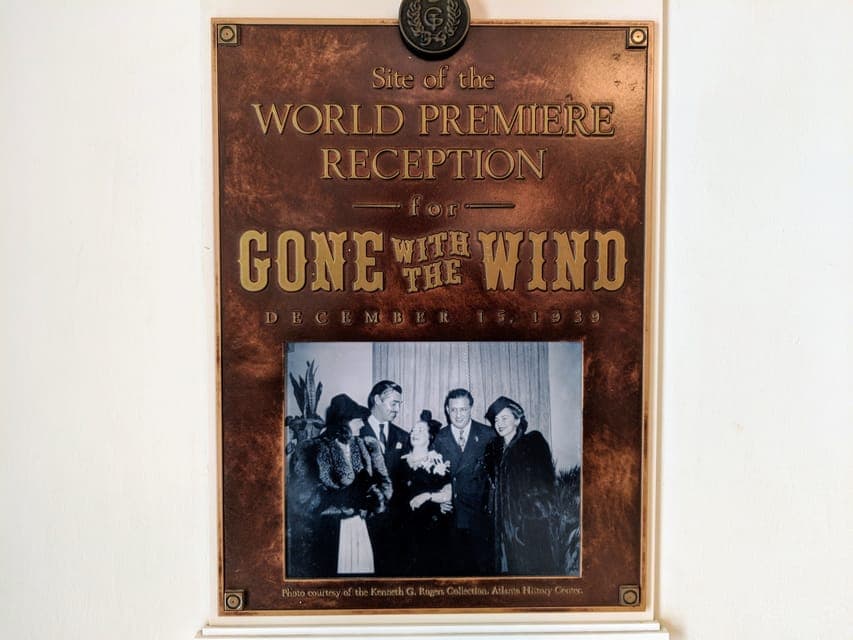 Site of the
WORLD PREMIERE
RECEPTION
for
GONE WITH THE WIND
DECEMBER 15, 1939
Photo courtesy of the Kenneth G. Rogers Collection, Atlanta History Center.